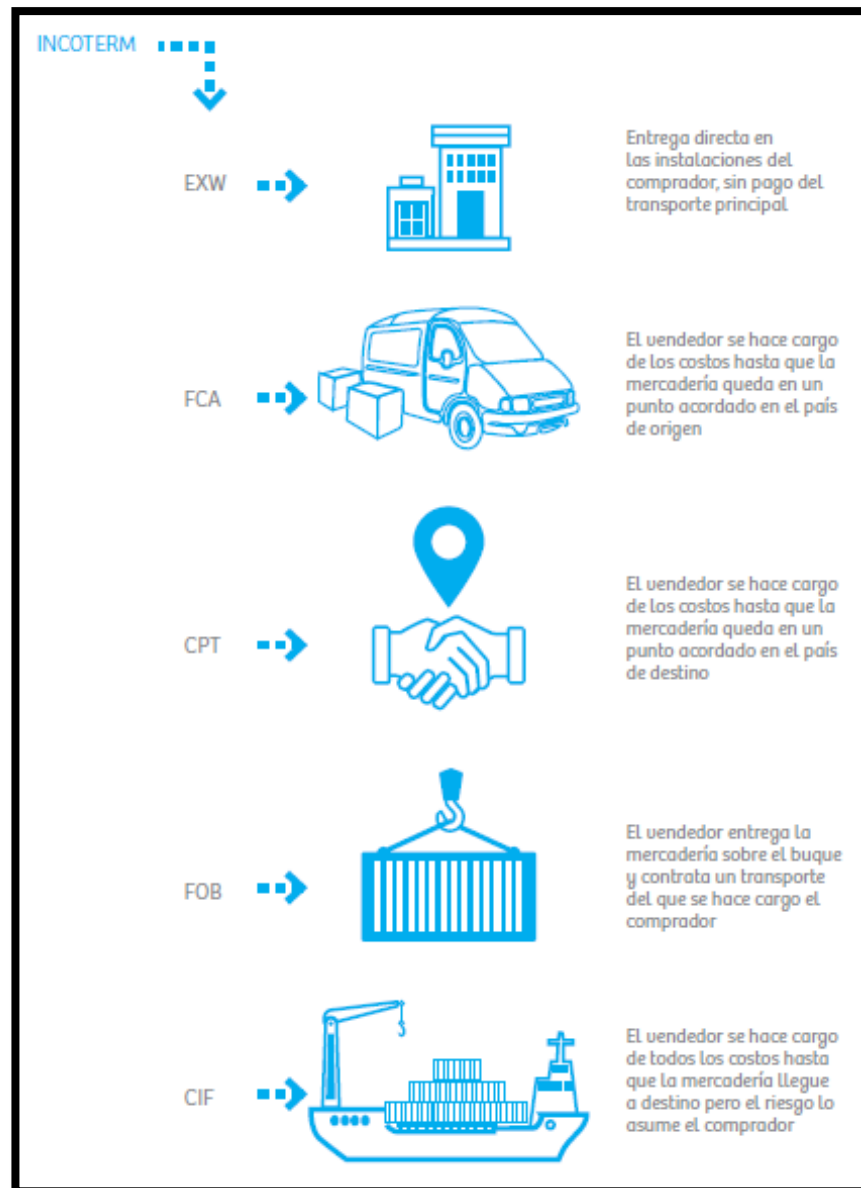 INCOTERM
EXW
Entrega directa en
las instalaciones del
comprador, sin pago del
transporte principal
FCA
El vendedor se hace cargo
de los costos hasta que la
mercadería queda en un
punto acordado en el país
de origen
CPT
El vendedor se hace cargo
de los costos hasta que la
mercadería queda en un
punto acordado en el país
de destino
FOB
El vendedor entrega la
mercadería sobre el buque
y contrata un transporte
del que se hace cargo el
comprador
CIF
El vendedor se hace cargo
de todos los costos hasta
que la mercadería llegue
a destino pero el riesgo lo
asume el comprador